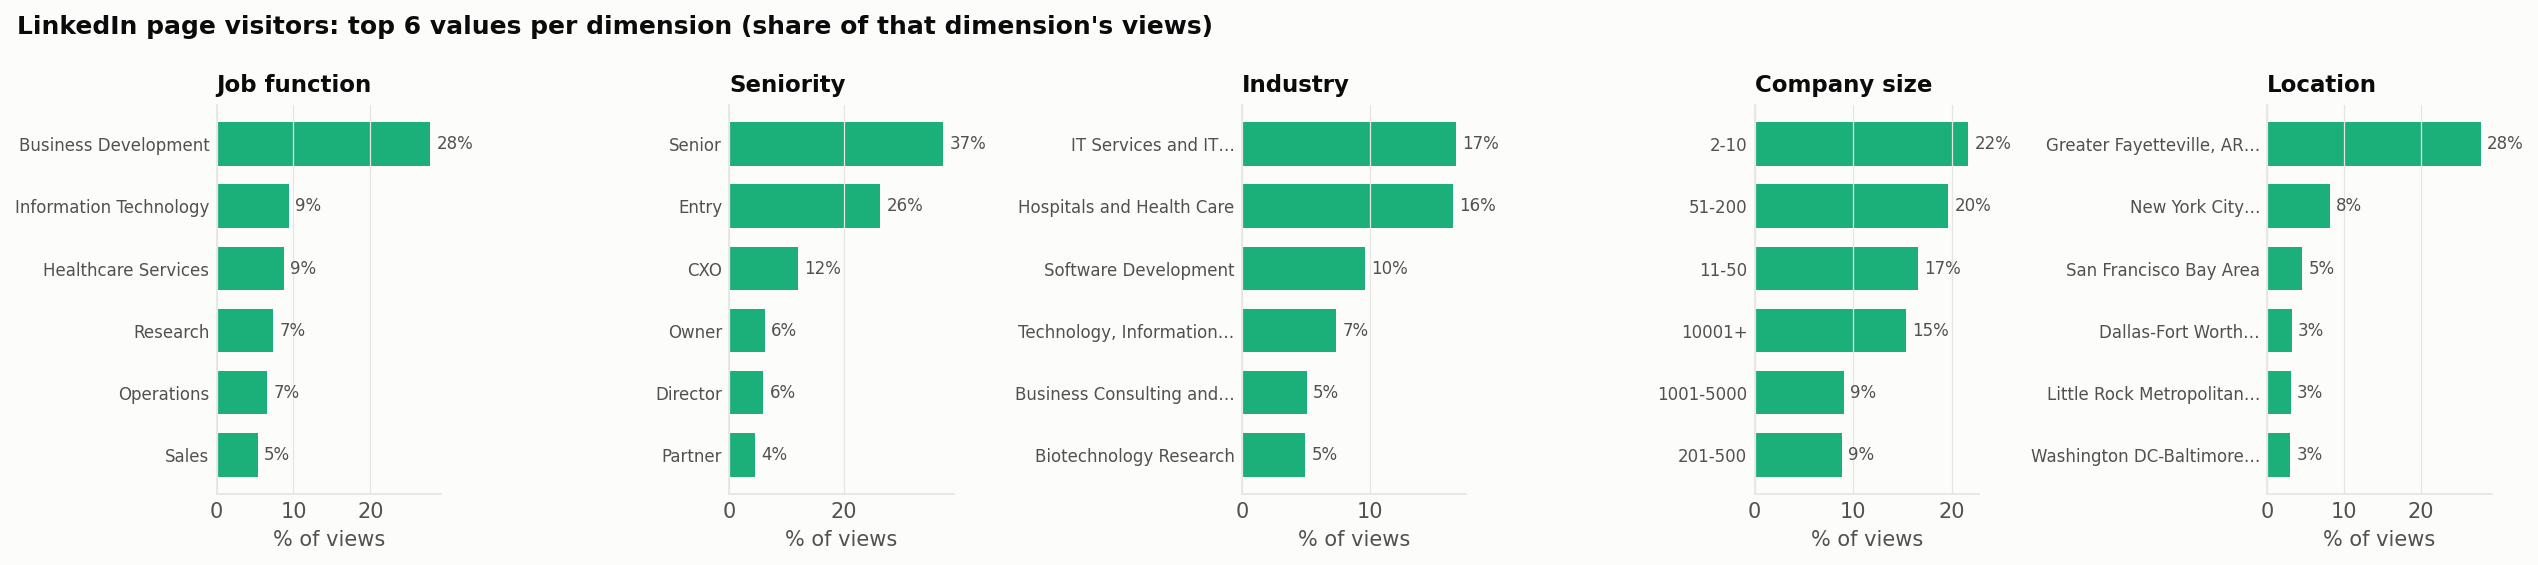 LinkedIn page visitors: top 6 values per dimension (share of that dimension's views)
Job function
Business Development 28%
Information Technology 9%
Healthcare Services 9%
Research 7%
Operations 7%
Sales 5%
0 10 20
% of views
Seniority
Senior 37%
Entry 26%
CXO 12%
Owner 6%
Director 6%
Partner 4%
0 20
% of views
Industry
IT Services and IT… 17%
Hospitals and Health Care 16%
Software Development 10%
Technology, Information… 7%
Business Consulting and… 5%
Biotechnology Research 5%
0 10
% of views
Company size
2-10 22%
51-200 20%
11-50 17%
10001+ 15%
1001-5000 9%
201-500 9%
0 10 20
% of views
Location
Greater Fayetteville, AR… 28%
New York City… 8%
San Francisco Bay Area 5%
Dallas-Fort Worth… 3%
Little Rock Metropolitan… 3%
Washington DC-Baltimore… 3%
0 10 20
% of views